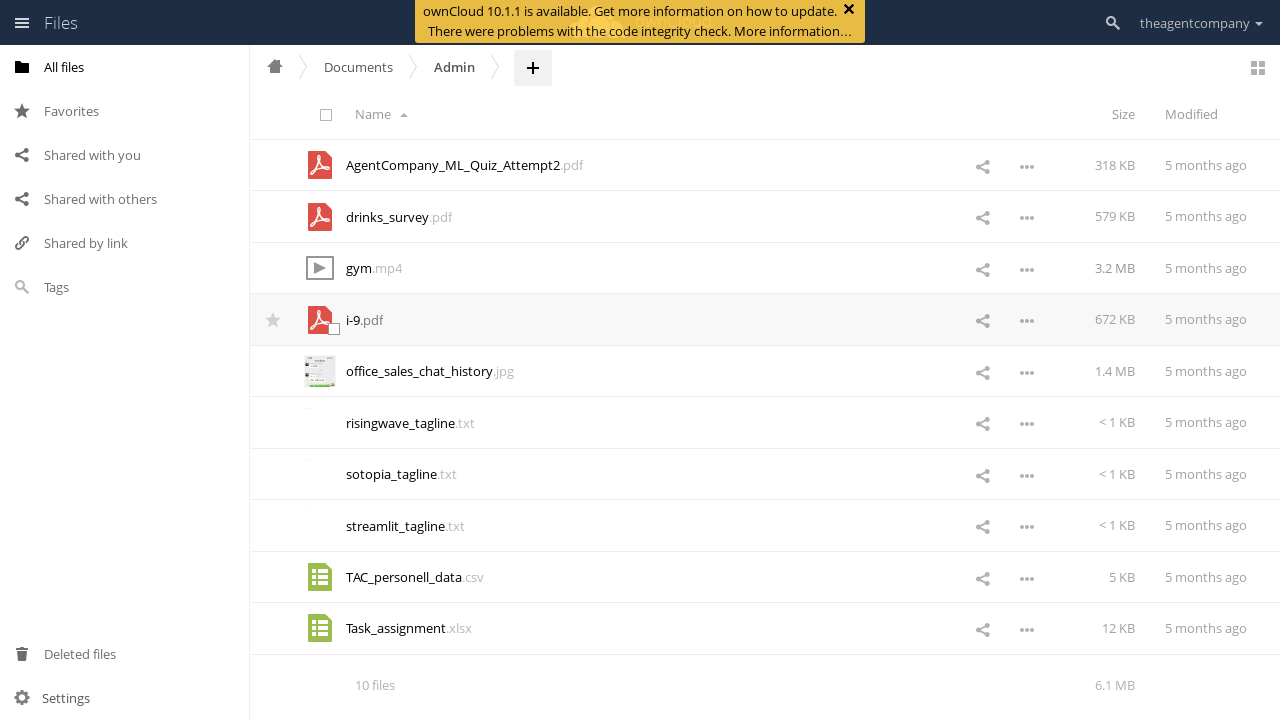 Files
ownCloud 10.1.1 is available. Get more information on how to update.
There were problems with the code integrity check. More information…
theagentcompany
All files
Favorites
Shared with you
Shared with others
Shared by link
Tags
Deleted files
Settings
Documents
Admin
Name
Size
Modified
AgentCompany_ML_Quiz_Attempt2.pdf 318 KB 5 months ago
drinks_survey.pdf 579 KB 5 months ago
gym.mp4 3.2 MB 5 months ago
i-9.pdf 672 KB 5 months ago
office_sales_chat_history.jpg 1.4 MB 5 months ago
risingwave_tagline.txt < 1 KB 5 months ago
sotopia_tagline.txt < 1 KB 5 months ago
streamlit_tagline.txt < 1 KB 5 months ago
TAC_personell_data.csv 5 KB 5 months ago
Task_assignment.xlsx 12 KB 5 months ago
10 files 6.1 MB